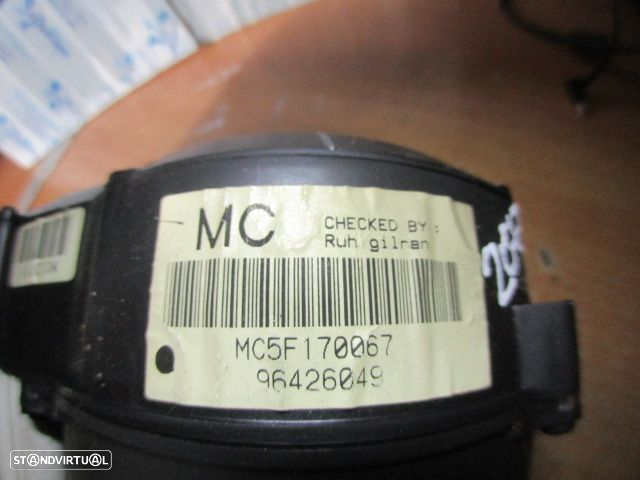 MC
CHECKED BY :
Ruh gilran
MC5F170067
96426049
STANDVIRTUAL